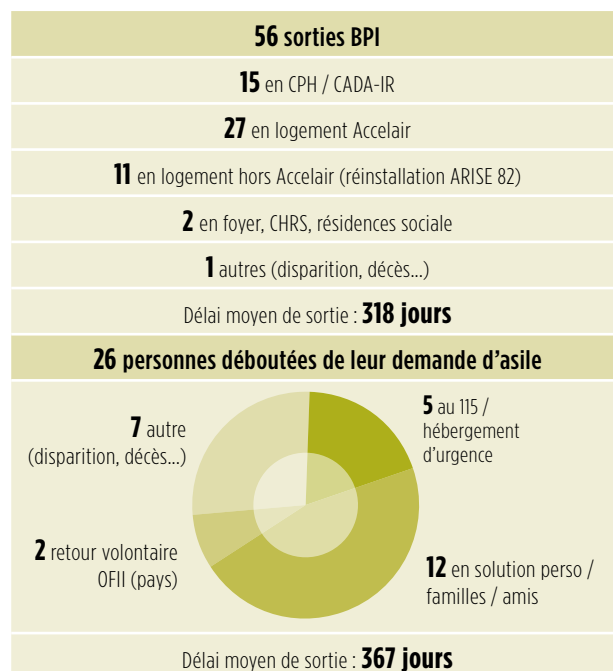 56 sorties BPI
15 en CPH / CADA-IR
27 en logement Accelair
11 en logement hors Accelair (réinstallation ARISE 82)
2 en foyer, CHRS, résidences sociale
1 autres (disparition, décès...)
Délai moyen de sortie : 318 jours
26 personnes déboutées de leur demande d'asile
7 autre
(disparition, décès...)
5 au 115 /
hébergement
d'urgence
2 retour volontaire
OFII (pays)
12 en solution perso /
familles / amis
Délai moyen de sortie : 367 jours